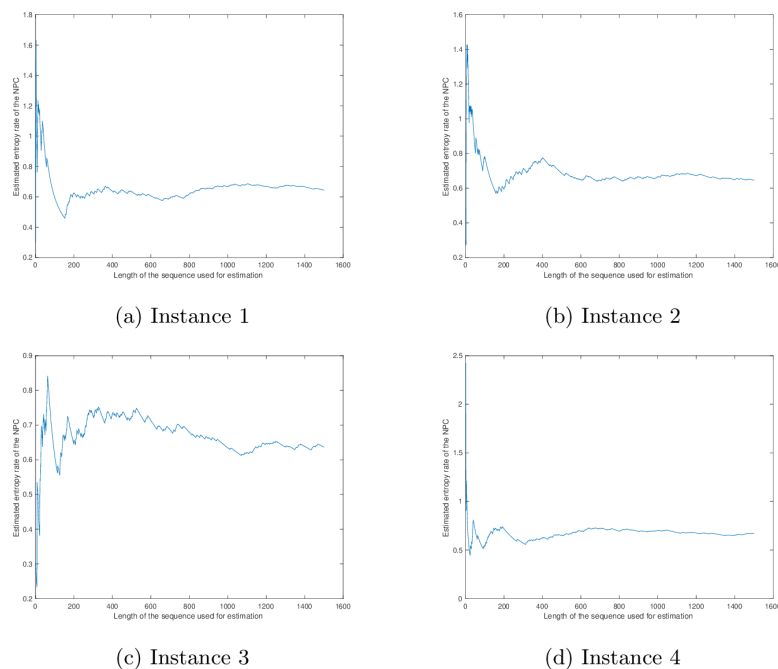 1.8
1.6
1.4
1.2
1
0.8
0.6
0.4
0.2
Estimated entropy rate of the NPC
0 200 400 600 800 1000 1200 1400 1600
Length of the sequence used for estimation
(a) Instance 1
1.6
1.4
1.2
1
0.8
0.6
0.4
0.2
Estimated entropy rate of the NPC
0 200 400 600 800 1000 1200 1400 1600
Length of the sequence used for estimation
(b) Instance 2
0.9
0.8
0.7
0.6
0.5
0.4
0.3
0.2
Estimated entropy rate of the NPC
0 200 400 600 800 1000 1200 1400 1600
Length of the sequence used for estimation
(c) Instance 3
2.5
2
1.5
1
0.5
0
Estimated entropy rate of the NPC
0 200 400 600 800 1000 1200 1400 1600
Length of the sequence used for estimation
(d) Instance 4